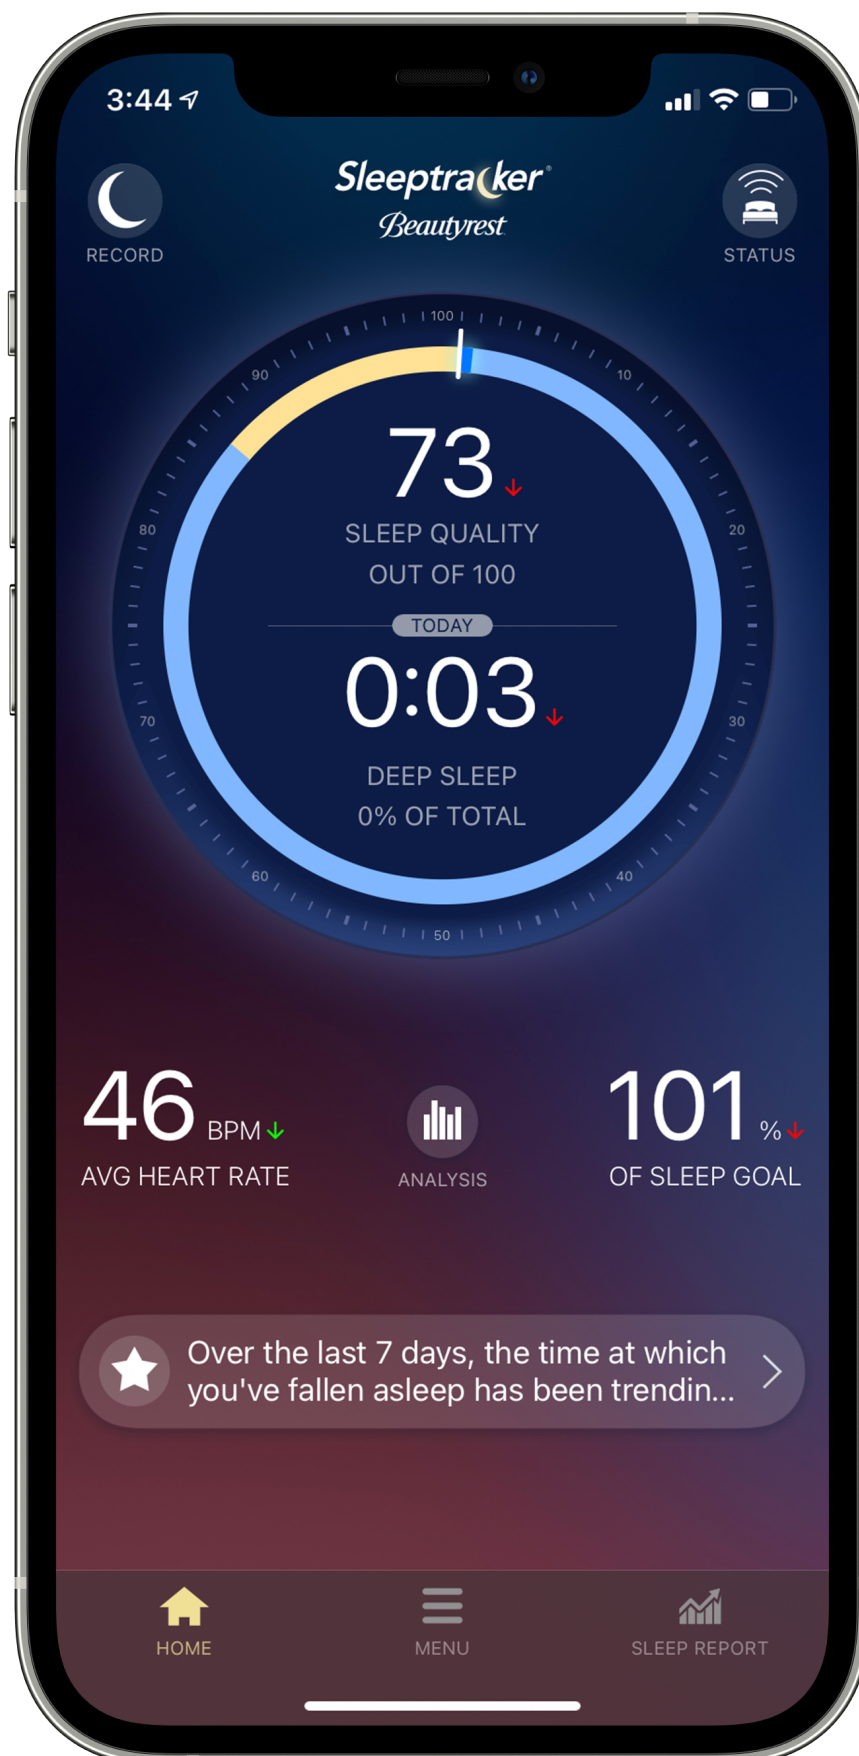 3:44
Sleeptracker®
Beautyrest
RECORD
STATUS
100
90
10
80
20
70
30
60
40
50
73
SLEEP QUALITY
OUT OF 100
TODAY
0:03
DEEP SLEEP
0% OF TOTAL
46 BPM
AVG HEART RATE
ANALYSIS
101 %
OF SLEEP GOAL
Over the last 7 days, the time at which
you've fallen asleep has been trendin...
HOME
MENU
SLEEP REPORT